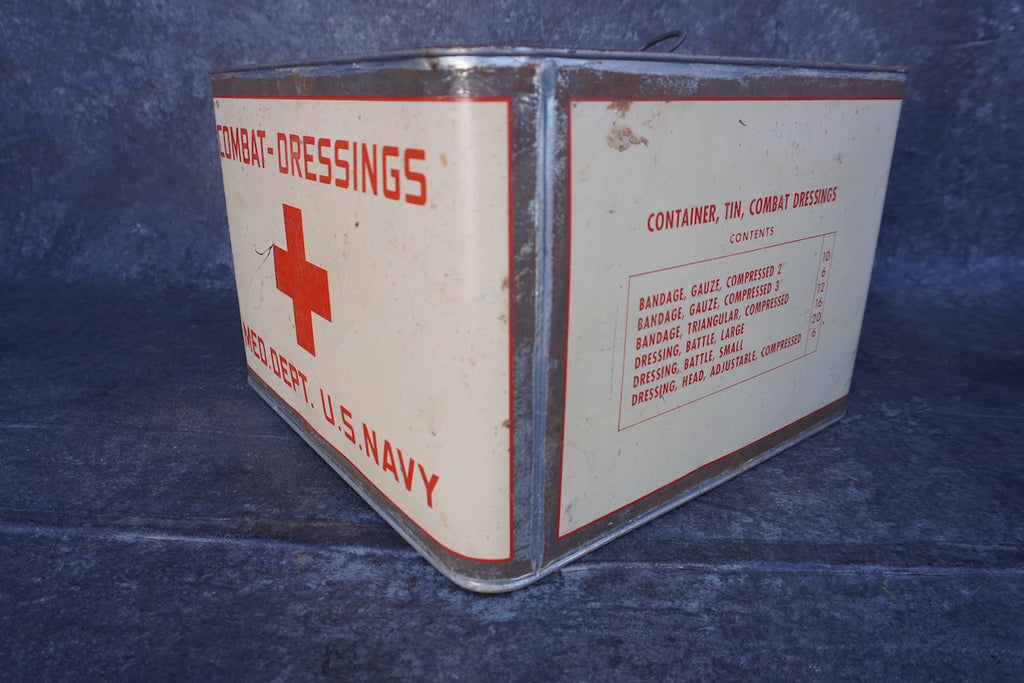 COMBAT-DRESSINGS
MED.DEPT. U.S.NAVY
CONTAINER, TIN, COMBAT DRESSINGS
CONTENTS
BANDAGE, GAUZE, COMPRESSED 2" 10
BANDAGE, GAUZE, COMPRESSED 3" 6
BANDAGE, TRIANGULAR, COMPRESSED 12
DRESSING, BATTLE, LARGE 16
DRESSING, BATTLE, SMALL 20
DRESSING, HEAD, ADJUSTABLE, COMPRESSED 6